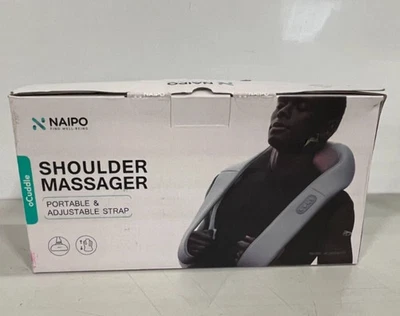 NAIPO
NAIPO
FIND WELL-BEING
oCuddle
SHOULDER
MASSAGER
PORTABLE &
ADJUSTABLE STRAP